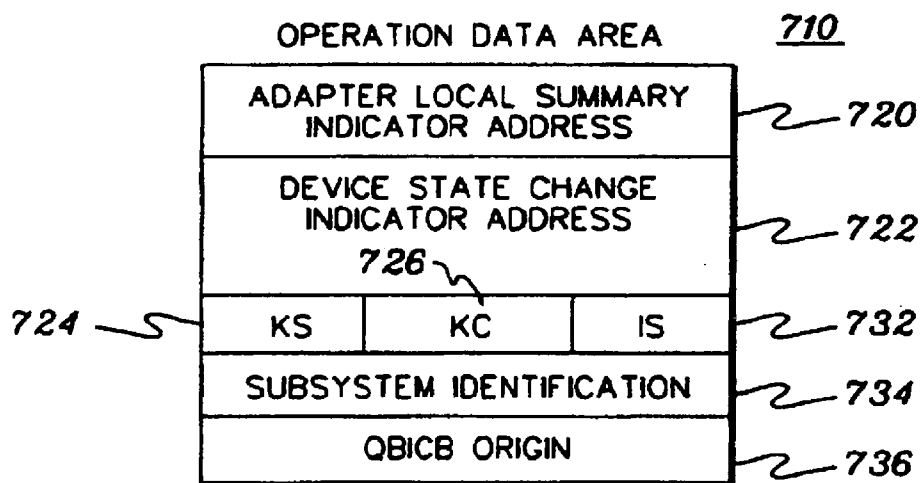 OPERATION DATA AREA 710
ADAPTER LOCAL SUMMARY
INDICATOR ADDRESS
720
DEVICE STATE CHANGE
INDICATOR ADDRESS
722
726
724 KS KC IS 732
SUBSYSTEM IDENTIFICATION 734
QBICB ORIGIN 736